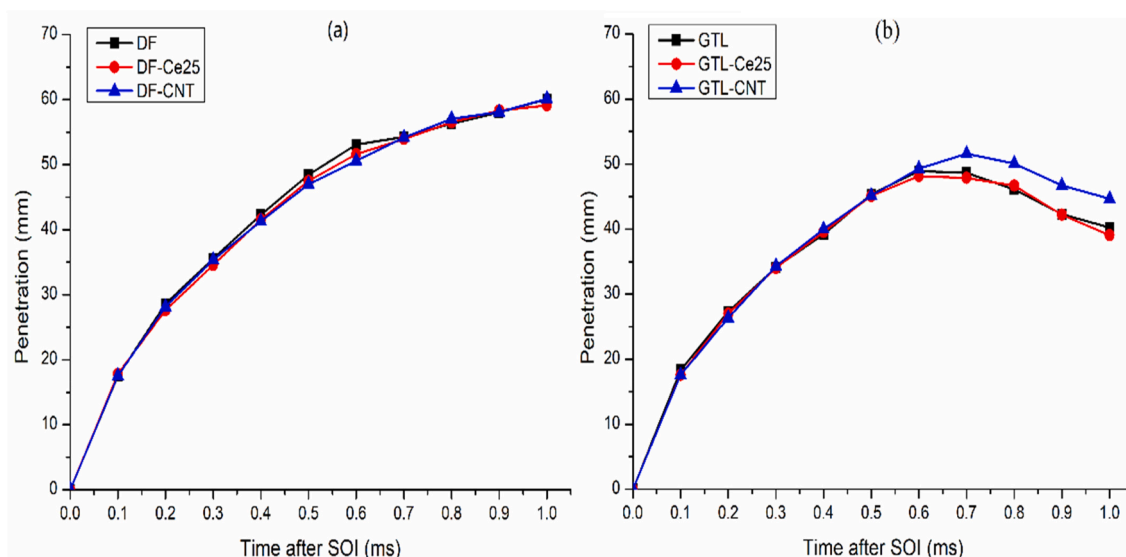 (a)
DF
DF-Ce25
DF-CNT
Penetration (mm)
70
60
50
40
30
20
10
0
0.0 0.1 0.2 0.3 0.4 0.5 0.6 0.7 0.8 0.9 1.0
Time after SOI (ms)
(b)
GTL
GTL-Ce25
GTL-CNT
Penetration (mm)
70
60
50
40
30
20
10
0
0.0 0.1 0.2 0.3 0.4 0.5 0.6 0.7 0.8 0.9 1.0
Time after SOI (ms)